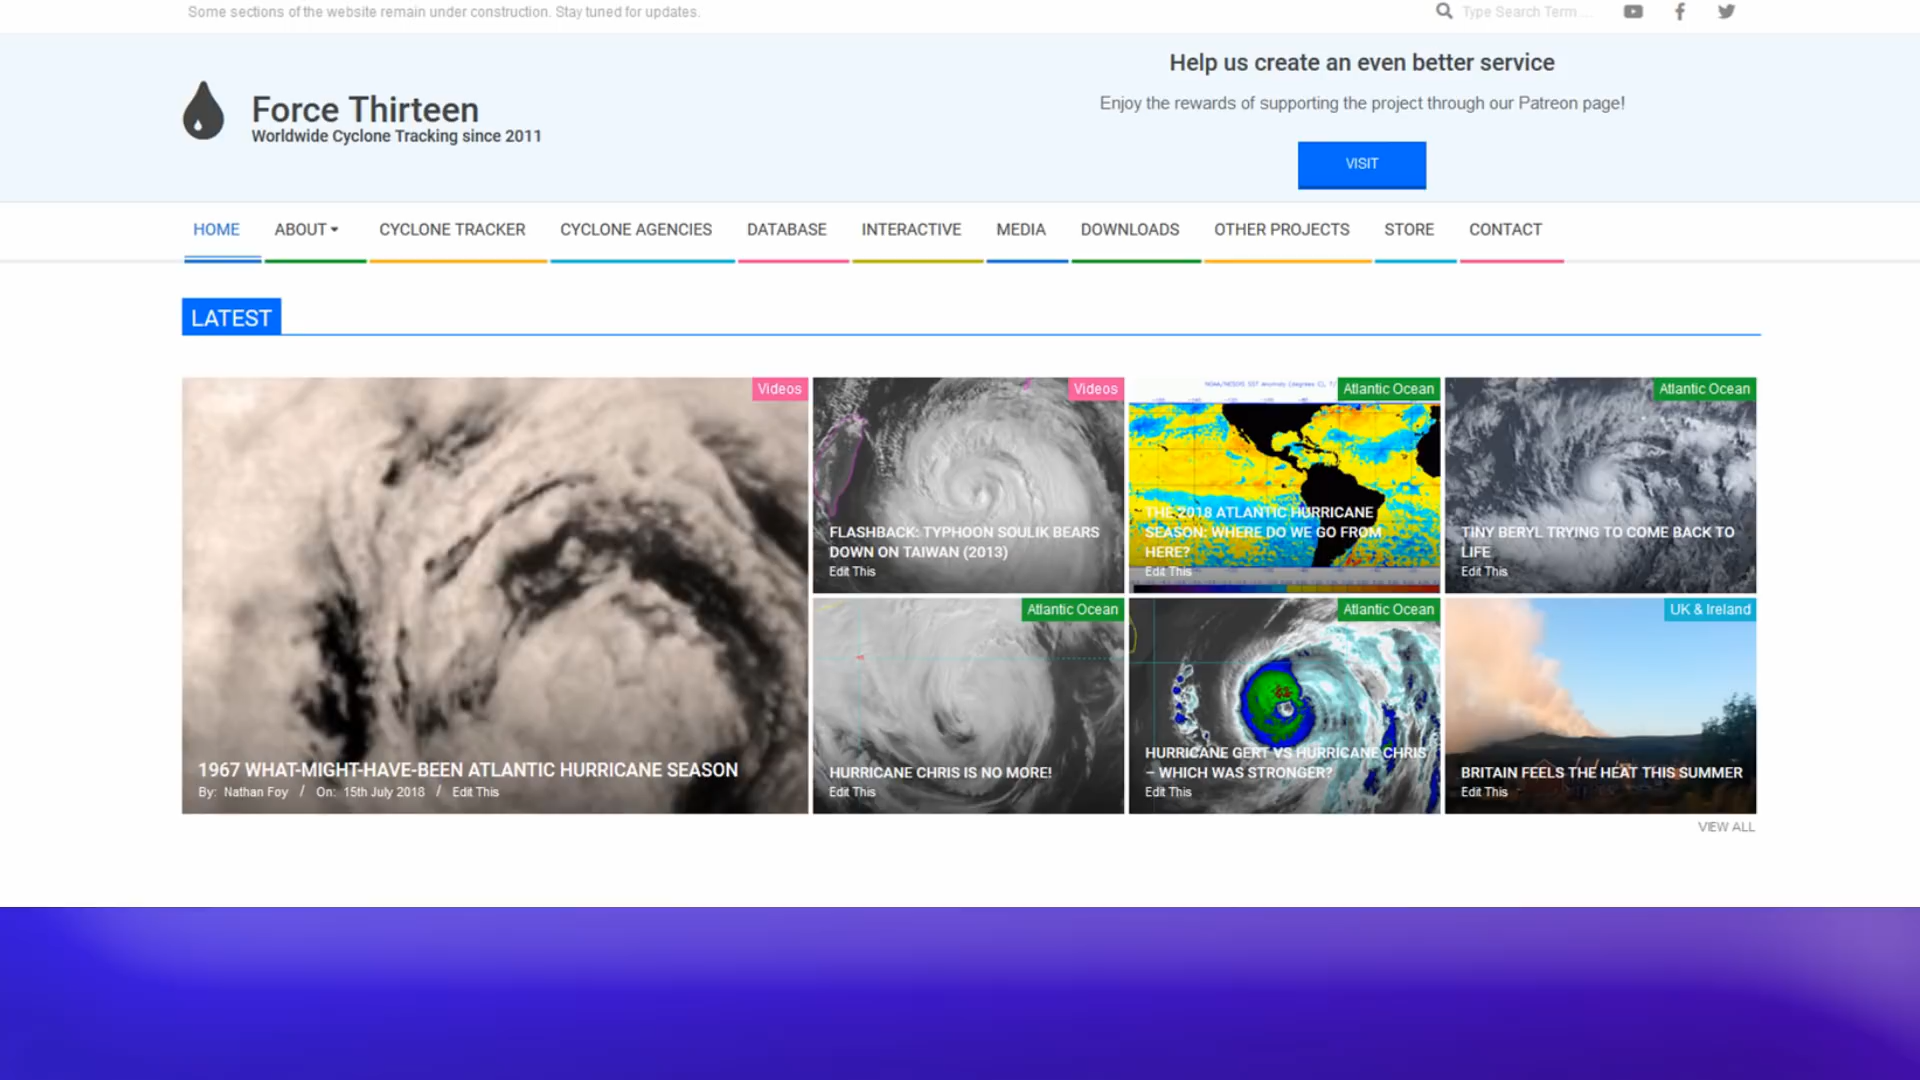 Some sections of the website remain under construction. Stay tuned for updates.
Type Search Term ...
Force Thirteen
Worldwide Cyclone Tracking since 2011
Help us create an even better service
Enjoy the rewards of supporting the project through our Patreon page!
VISIT
HOME ABOUT CYCLONE TRACKER CYCLONE AGENCIES DATABASE INTERACTIVE MEDIA DOWNLOADS OTHER PROJECTS STORE CONTACT
LATEST
Videos
1967 WHAT-MIGHT-HAVE-BEEN ATLANTIC HURRICANE SEASON
By: Nathan Foy / On: 15th July 2018 / Edit This
Videos
FLASHBACK: TYPHOON SOULIK BEARS
DOWN ON TAIWAN (2013)
Edit This
NOAA/NESDIS SST Anomaly (degrees C),
Atlantic Ocean
THE 2018 ATLANTIC HURRICANE
SEASON: WHERE DO WE GO FROM
HERE?
Edit This
Atlantic Ocean
TINY BERYL TRYING TO COME BACK TO
LIFE
Edit This
Atlantic Ocean
HURRICANE CHRIS IS NO MORE!
Edit This
Atlantic Ocean
HURRICANE GERT VS HURRICANE CHRIS
– WHICH WAS STRONGER?
Edit This
UK & Ireland
BRITAIN FEELS THE HEAT THIS SUMMER
Edit This
VIEW ALL